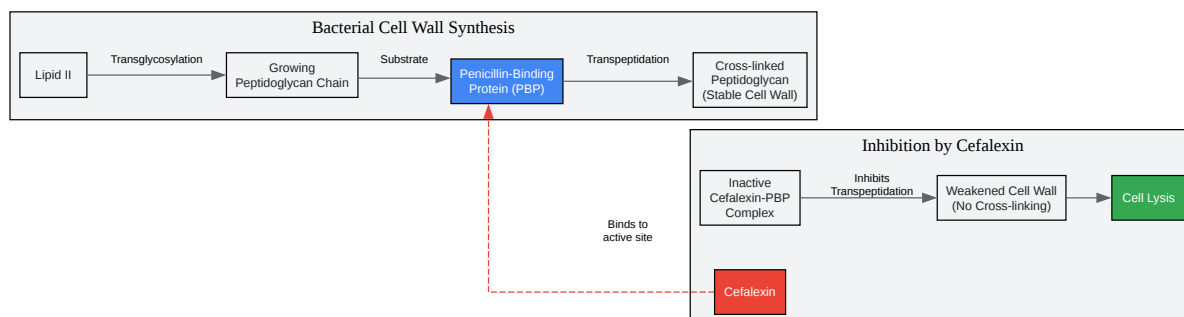 Bacterial Cell Wall Synthesis
Lipid II
Transglycosylation
Growing
Peptidoglycan Chain
Substrate
Penicillin-Binding
Protein (PBP)
Transpeptidation
Cross-linked
Peptidoglycan
(Stable Cell Wall)
Inhibition by Cefalexin
Inactive
Cefalexin-PBP
Complex
Inhibits
Transpeptidation
Weakened Cell Wall
(No Cross-linking)
Cell Lysis
Binds to
active site
Cefalexin